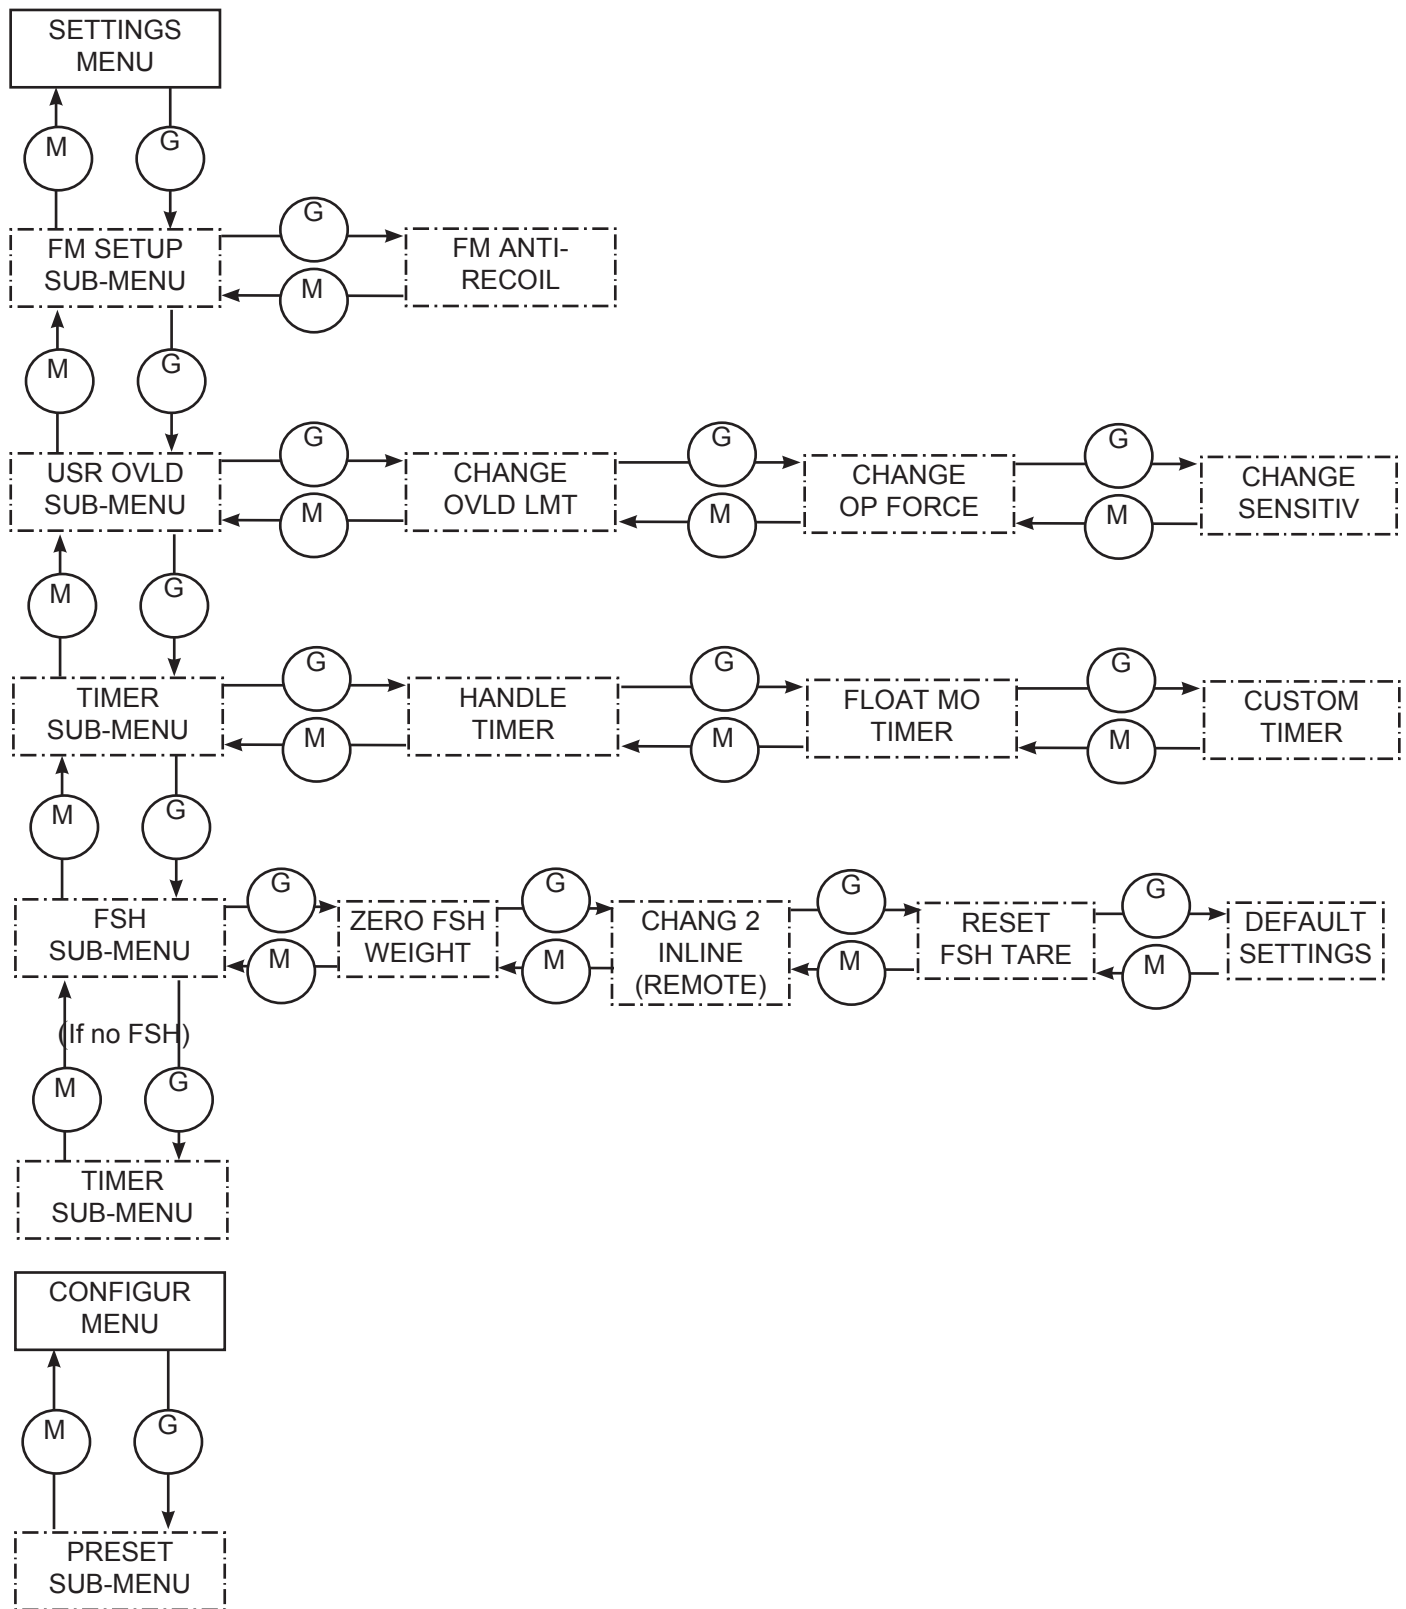 SETTINGS
MENU
M
G
FM SETUP
SUB-MENU
G
M
FM ANTI-
RECOIL
M
G
USR OVLD
SUB-MENU
G
M
CHANGE
OVLD LMT
G
M
CHANGE
OP FORCE
G
M
CHANGE
SENSITIV
M
G
TIMER
SUB-MENU
G
M
HANDLE
TIMER
G
M
FLOAT MO
TIMER
G
M
CUSTOM
TIMER
M
G
FSH
SUB-MENU
G
M
ZERO FSH
WEIGHT
G
M
CHANG 2
INLINE
(REMOTE)
G
M
RESET
FSH TARE
G
M
DEFAULT
SETTINGS
(If no FSH)
M
G
TIMER
SUB-MENU
CONFIGUR
MENU
M
G
PRESET
SUB-MENU